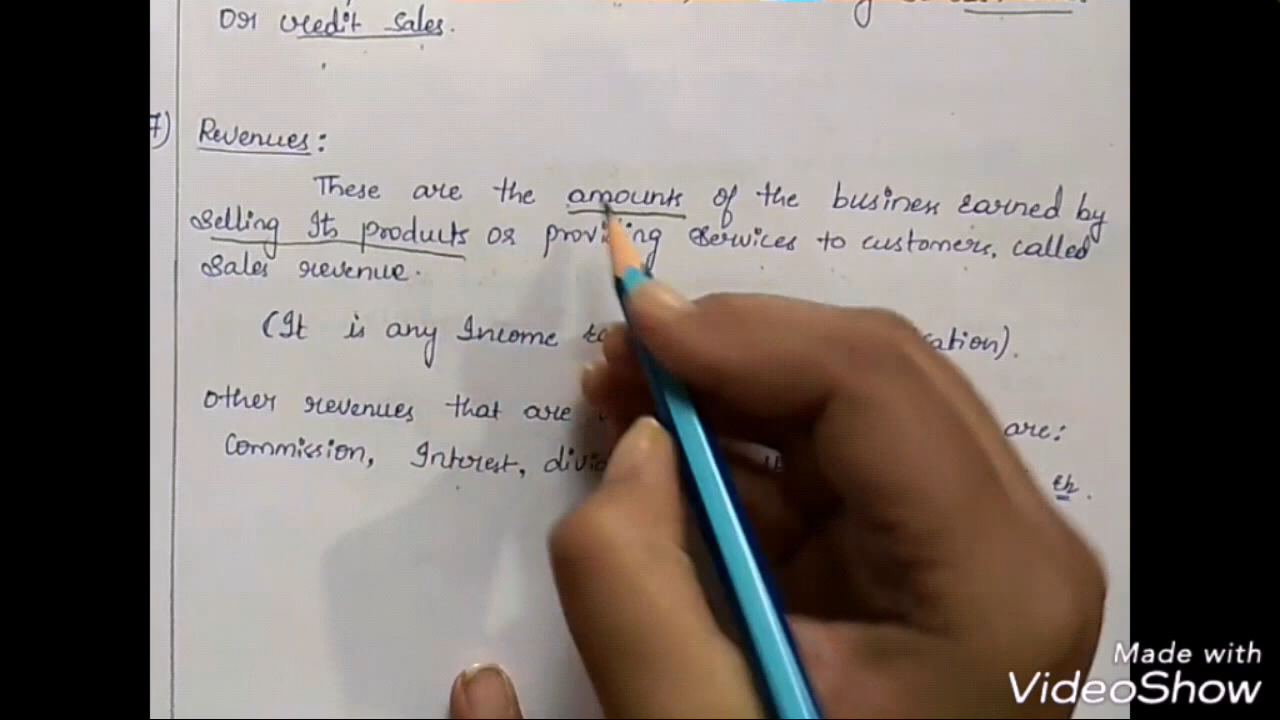 or credit sales.
7) Revenues:
These are the amounts of the business earned by
selling Its products or providing services to customers, called
sales revenue.
(It is any Income
other revenues that are are:
Commission, Interest,
etc.
Made with
VideoShow